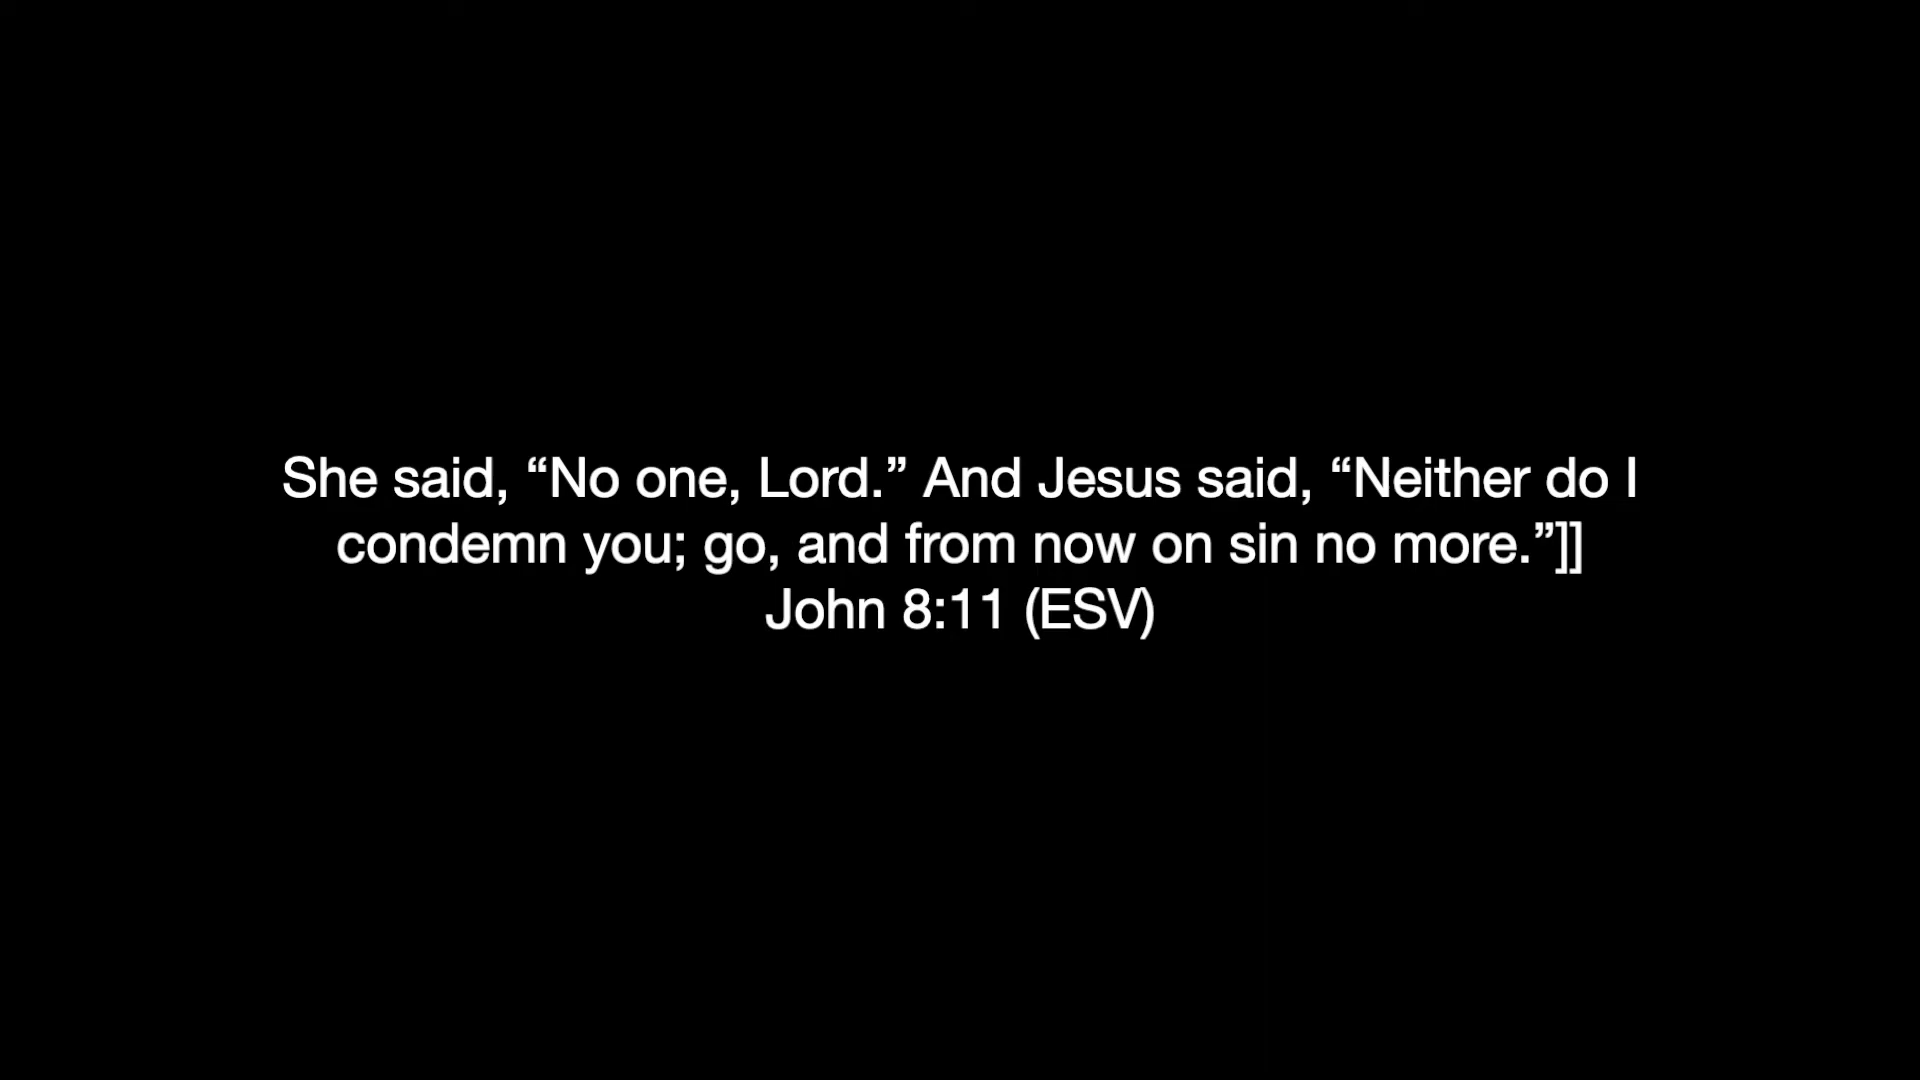 She said, “No one, Lord.” And Jesus said, “Neither do I
condemn you; go, and from now on sin no more.”]]
John 8:11 (ESV)